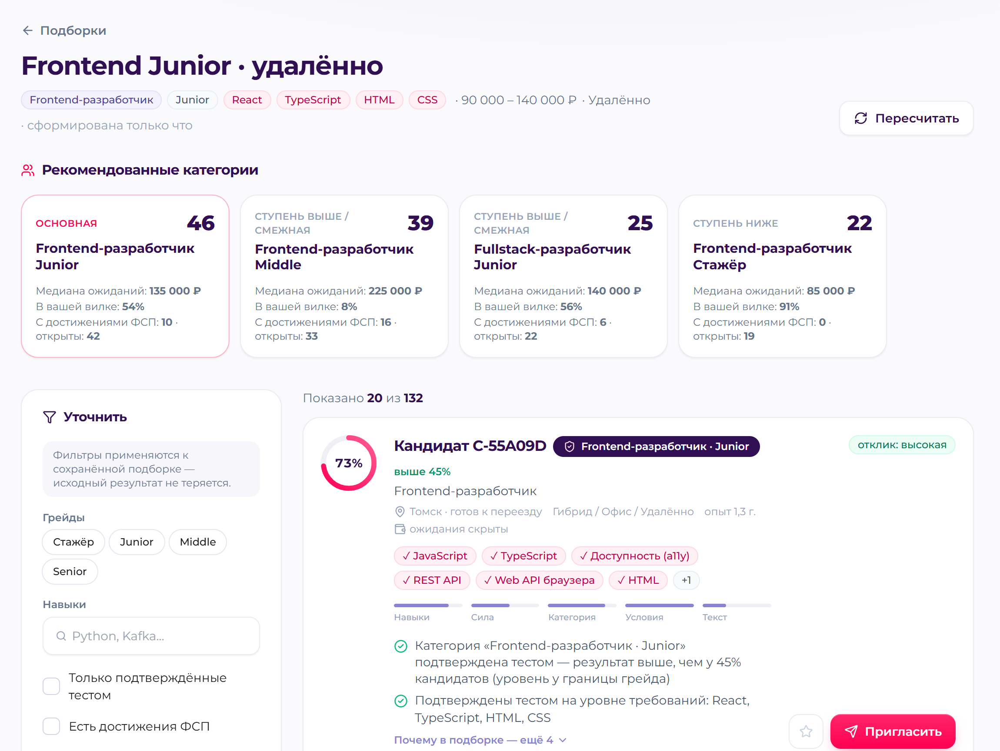 Подборки
Frontend Junior · удалённо
Frontend-разработчик Junior React TypeScript HTML CSS · 90 000 – 140 000 ₽ · Удалённо
· сформирована только что
Пересчитать
Рекомендованные категории
ОСНОВНАЯ 46
Frontend-разработчик
Junior
Медиана ожиданий: 135 000 ₽
В вашей вилке: 54%
С достижениями ФСП: 10 ·
открыты: 42
СТУПЕНЬ ВЫШЕ /
СМЕЖНАЯ
39
Frontend-разработчик
Middle
Медиана ожиданий: 225 000 ₽
В вашей вилке: 8%
С достижениями ФСП: 16 ·
открыты: 33
СТУПЕНЬ ВЫШЕ /
СМЕЖНАЯ
25
Fullstack-разработчик
Junior
Медиана ожиданий: 140 000 ₽
В вашей вилке: 56%
С достижениями ФСП: 6 ·
открыты: 22
СТУПЕНЬ НИЖЕ 22
Frontend-разработчик
Стажёр
Медиана ожиданий: 85 000 ₽
В вашей вилке: 91%
С достижениями ФСП: 0 ·
открыты: 19
Уточнить
Фильтры применяются к
сохранённой подборке —
исходный результат не теряется.
Грейды
Стажёр Junior Middle
Senior
Навыки
Python, Kafka...
Только подтверждённые
тестом
Есть достижения ФСП
Показано 20 из 132
73%
Кандидат C-55A09D Frontend-разработчик · Junior
отклик: высокая
выше 45%
Frontend-разработчик
Томск · готов к переезду Гибрид / Офис / Удалённо опыт 1,3 г.
ожидания скрыты
✓ JavaScript ✓ TypeScript ✓ Доступность (a11y)
✓ REST API ✓ Web API браузера ✓ HTML +1
Навыки Сила Категория Условия Текст
Категория «Frontend-разработчик · Junior»
подтверждена тестом — результат выше, чем у 45%
кандидатов (уровень у границы грейда)
Подтверждены тестом на уровне требований: React,
TypeScript, HTML, CSS
Почему в подборке — ещё 4
Пригласить